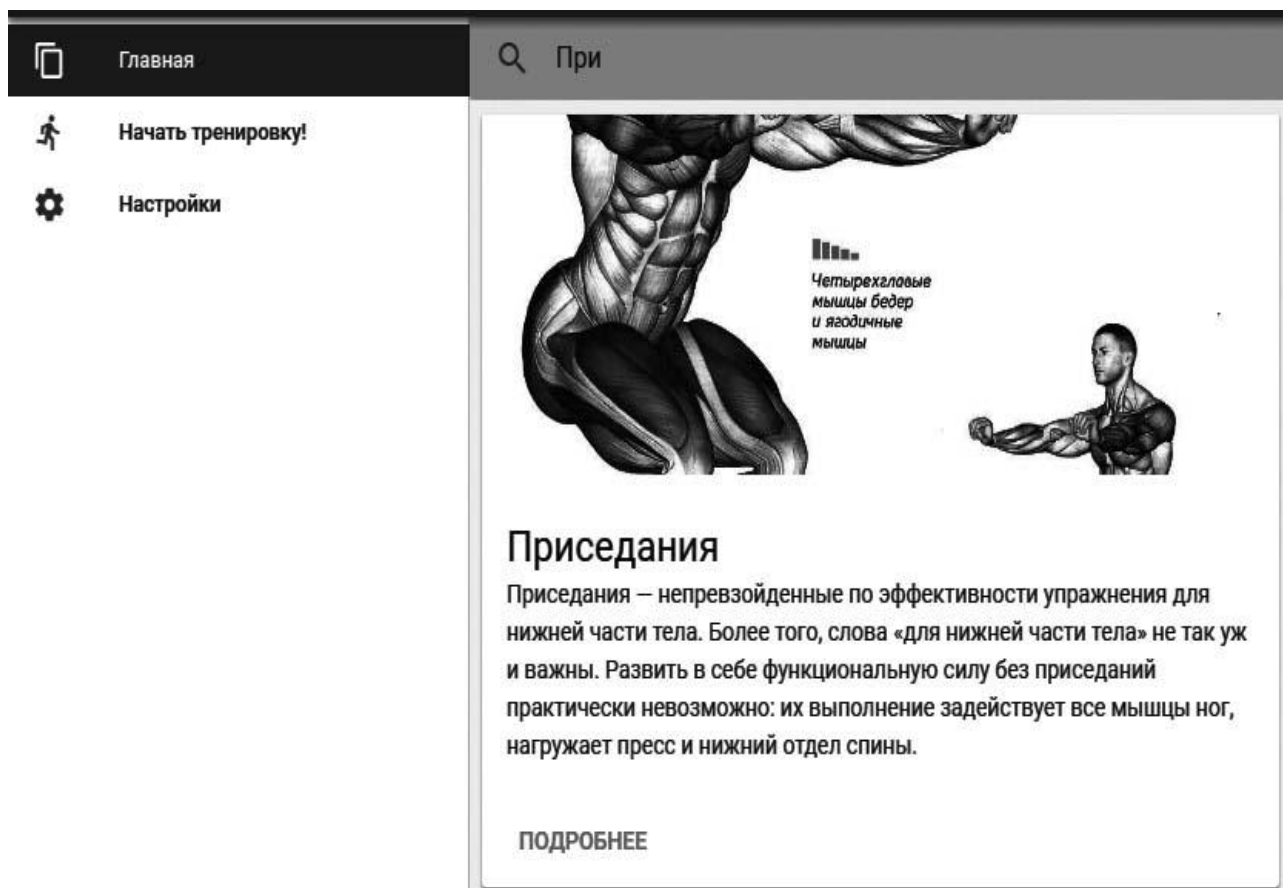 Главная
Начать тренировку!
Настройки
При
Четырехглавые
мышцы бедер
и ягодичные
мышцы
Приседания
Приседания — непревзойденные по эффективности упражнения для
нижней части тела. Более того, слова «для нижней части тела» не так уж
и важны. Развить в себе функциональную силу без приседаний
практически невозможно: их выполнение задействует все мышцы ног,
нагружает пресс и нижний отдел спины.
ПОДРОБНЕЕ